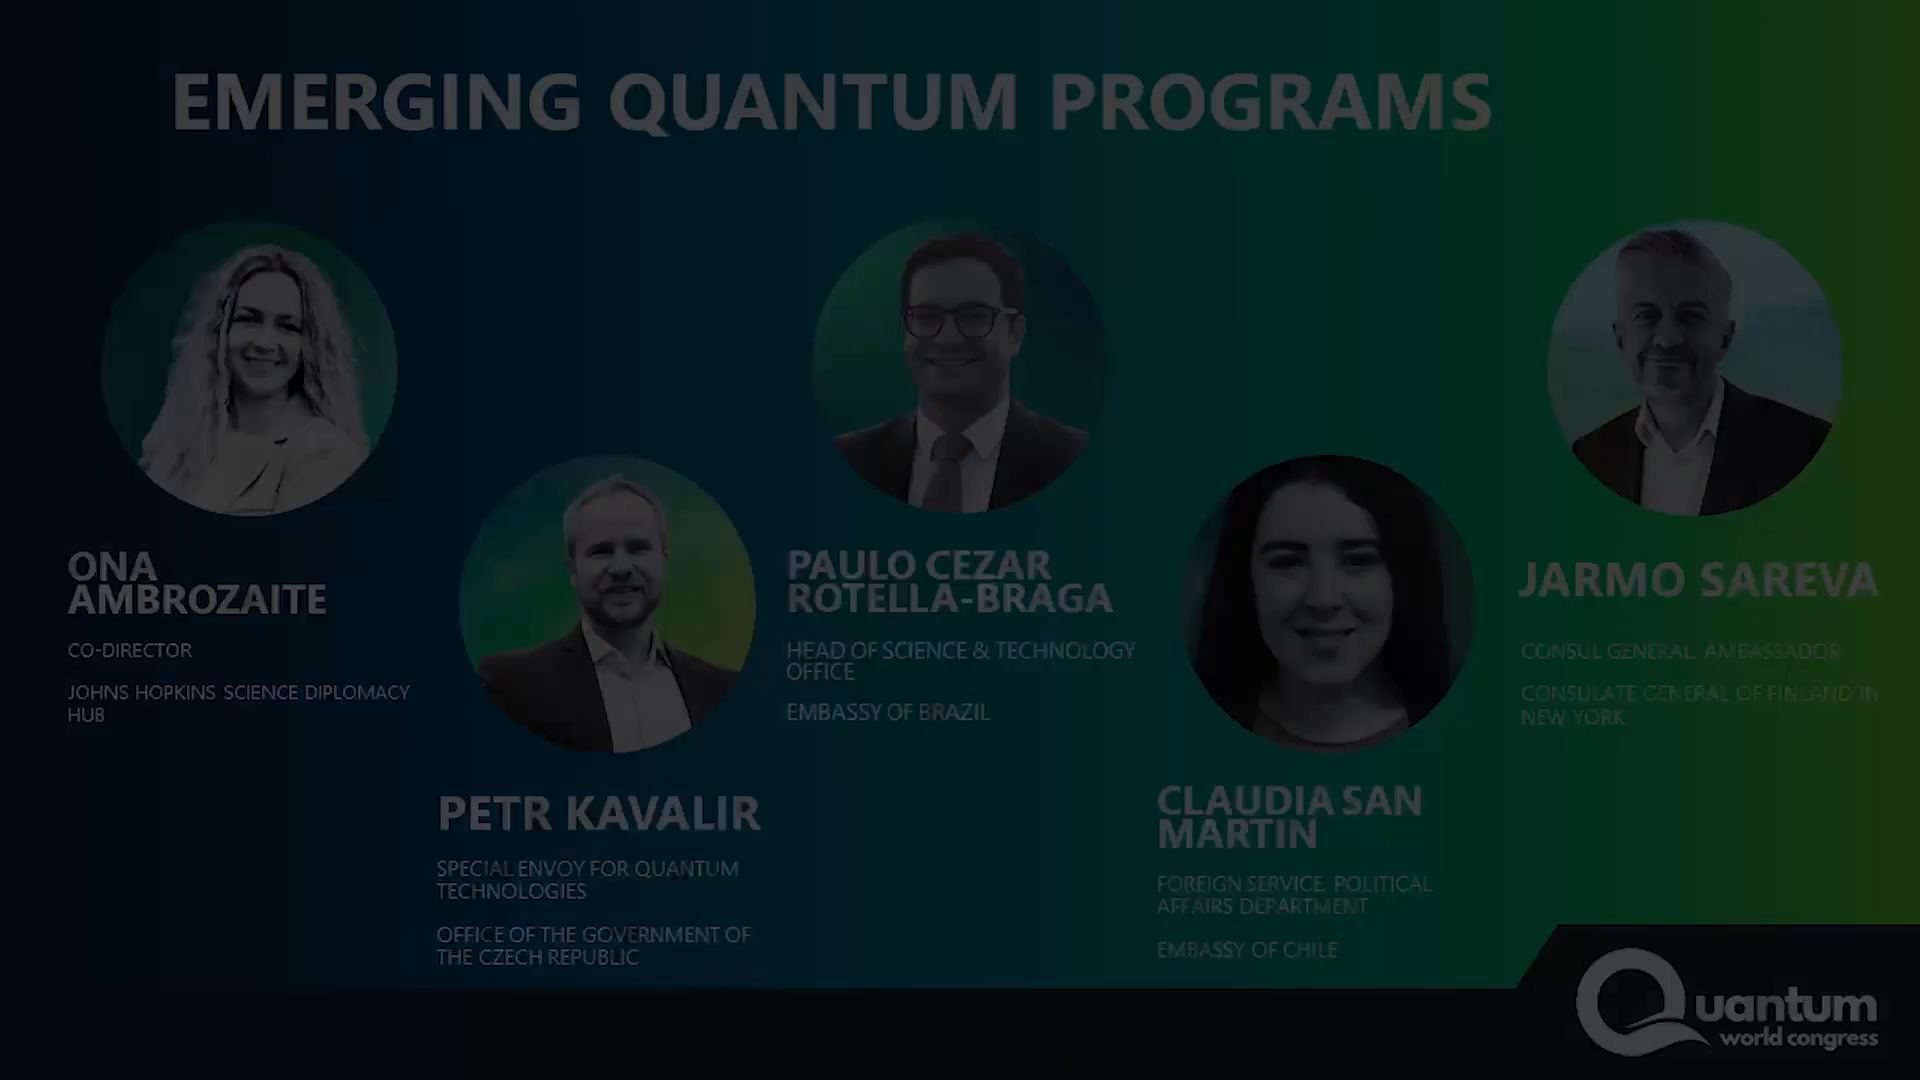 EMERGING QUANTUM PROGRAMS
ONA
AMBROZAITE
CO-DIRECTOR
JOHNS HOPKINS SCIENCE DIPLOMACY
HUB
PETR KAVALIR
SPECIAL ENVOY FOR QUANTUM
TECHNOLOGIES
OFFICE OF THE GOVERNMENT OF
THE CZECH REPUBLIC
PAULO CEZAR
ROTELLA-BRAGA
HEAD OF SCIENCE & TECHNOLOGY
OFFICE
EMBASSY OF BRAZIL
CLAUDIA SAN
MARTIN
FOREIGN SERVICE, POLITICAL
AFFAIRS DEPARTMENT
EMBASSY OF CHILE
JARMO SAREVA
CONSUL GENERAL, AMBASSADOR
CONSULATE GENERAL OF FINLAND IN
NEW YORK
Quantum
world congress